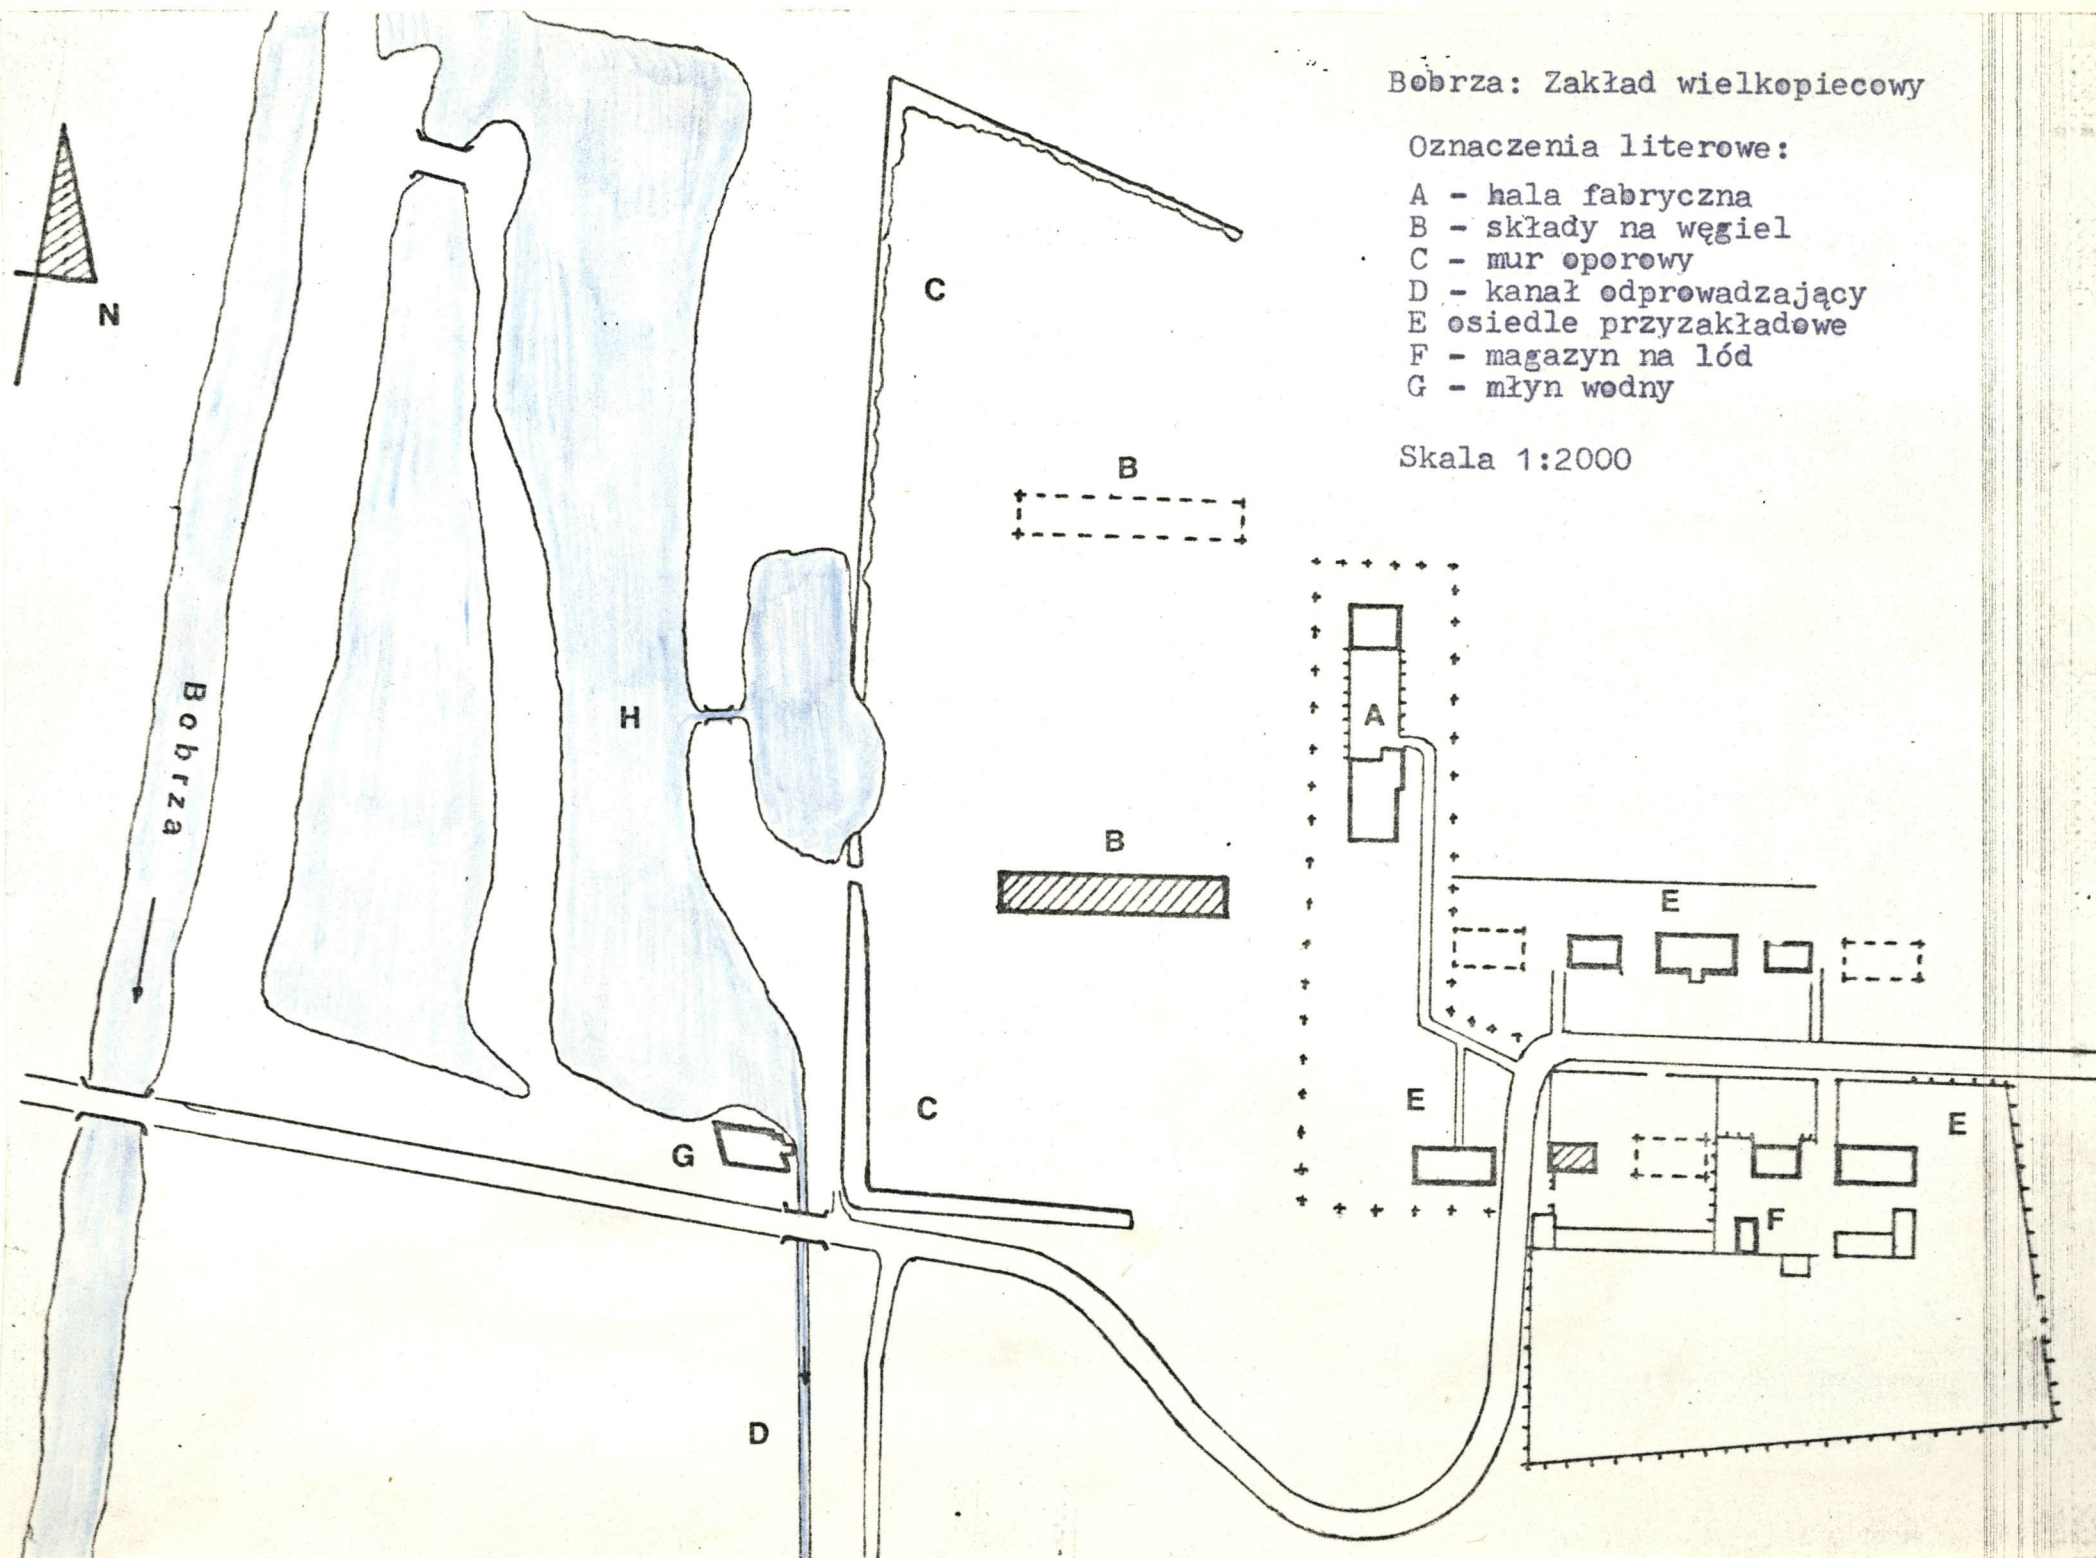 Bobrza: Zakład wielkopiecowy
Oznaczenia literowe:
A - hala fabryczna
B - składy na węgiel
C - mur oporowy
D - kanał odprowadzający
E osiedle przyzakładowe
F - magazyn na lód
G - młyn wodny
Skala 1:2000
N
C
B
H
A
Bobrza
B
E
C
E
E
G
F
D